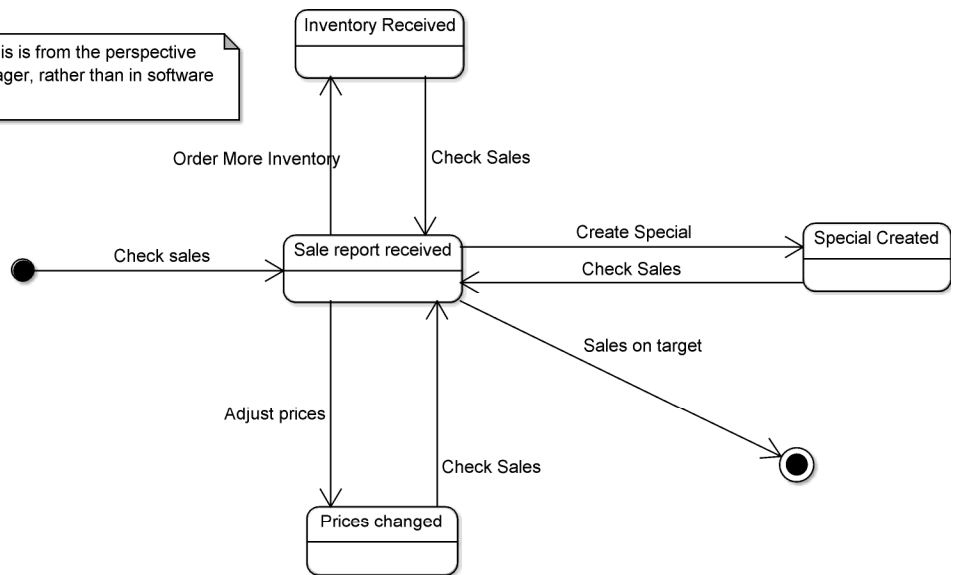 Inventory Received
is is from the perspective
ager, rather than in software
Order More Inventory
Check Sales
Check sales
Sale report received
Create Special
Check Sales
Special Created
Sales on target
Adjust prices
Check Sales
Prices changed